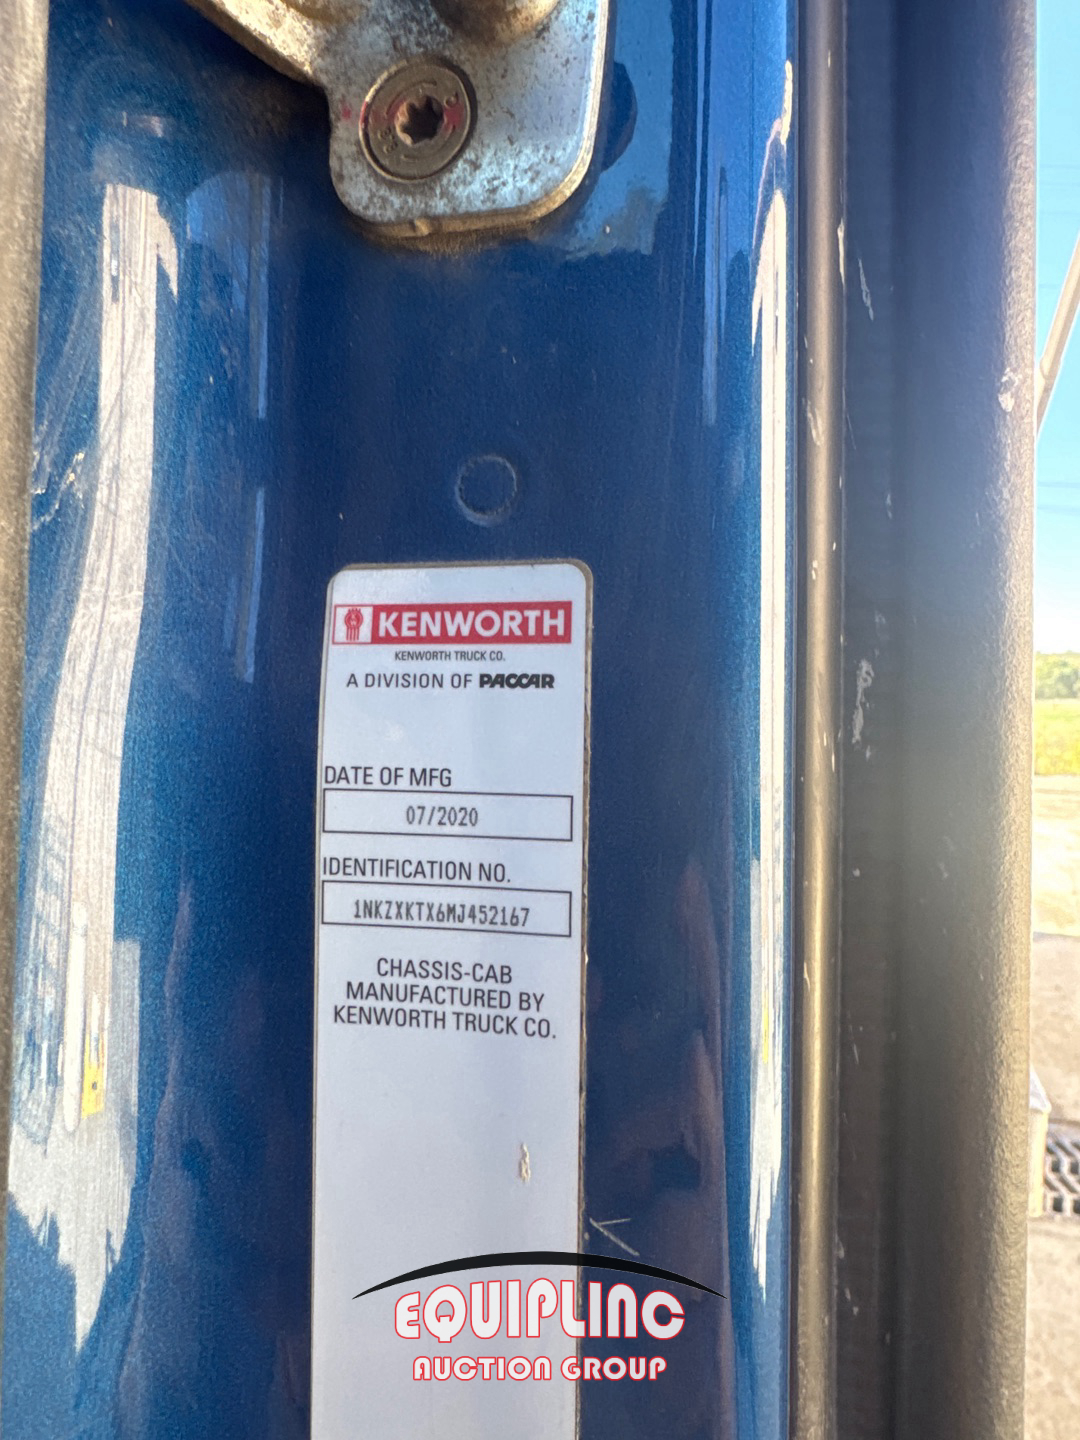 KENWORTH
KENWORTH TRUCK CO.
A DIVISION OF PACCAR
DATE OF MFG
07/2020
IDENTIFICATION NO.
1NKZXKTX6MJ452167
CHASSIS-CAB
MANUFACTURED BY
KENWORTH TRUCK CO.
EQUIPLINC
AUCTION GROUP